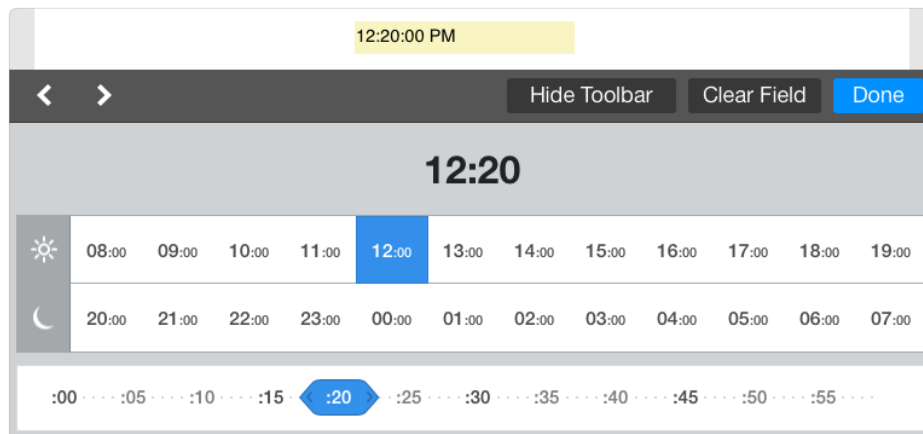 12:20:00 PM
Hide Toolbar Clear Field Done
12:20
08:00 09:00 10:00 11:00 12:00 13:00 14:00 15:00 16:00 17:00 18:00 19:00
20:00 21:00 22:00 23:00 00:00 01:00 02:00 03:00 04:00 05:00 06:00 07:00
:00 :05 :10 :15 :20 :25 :30 :35 :40 :45 :50 :55